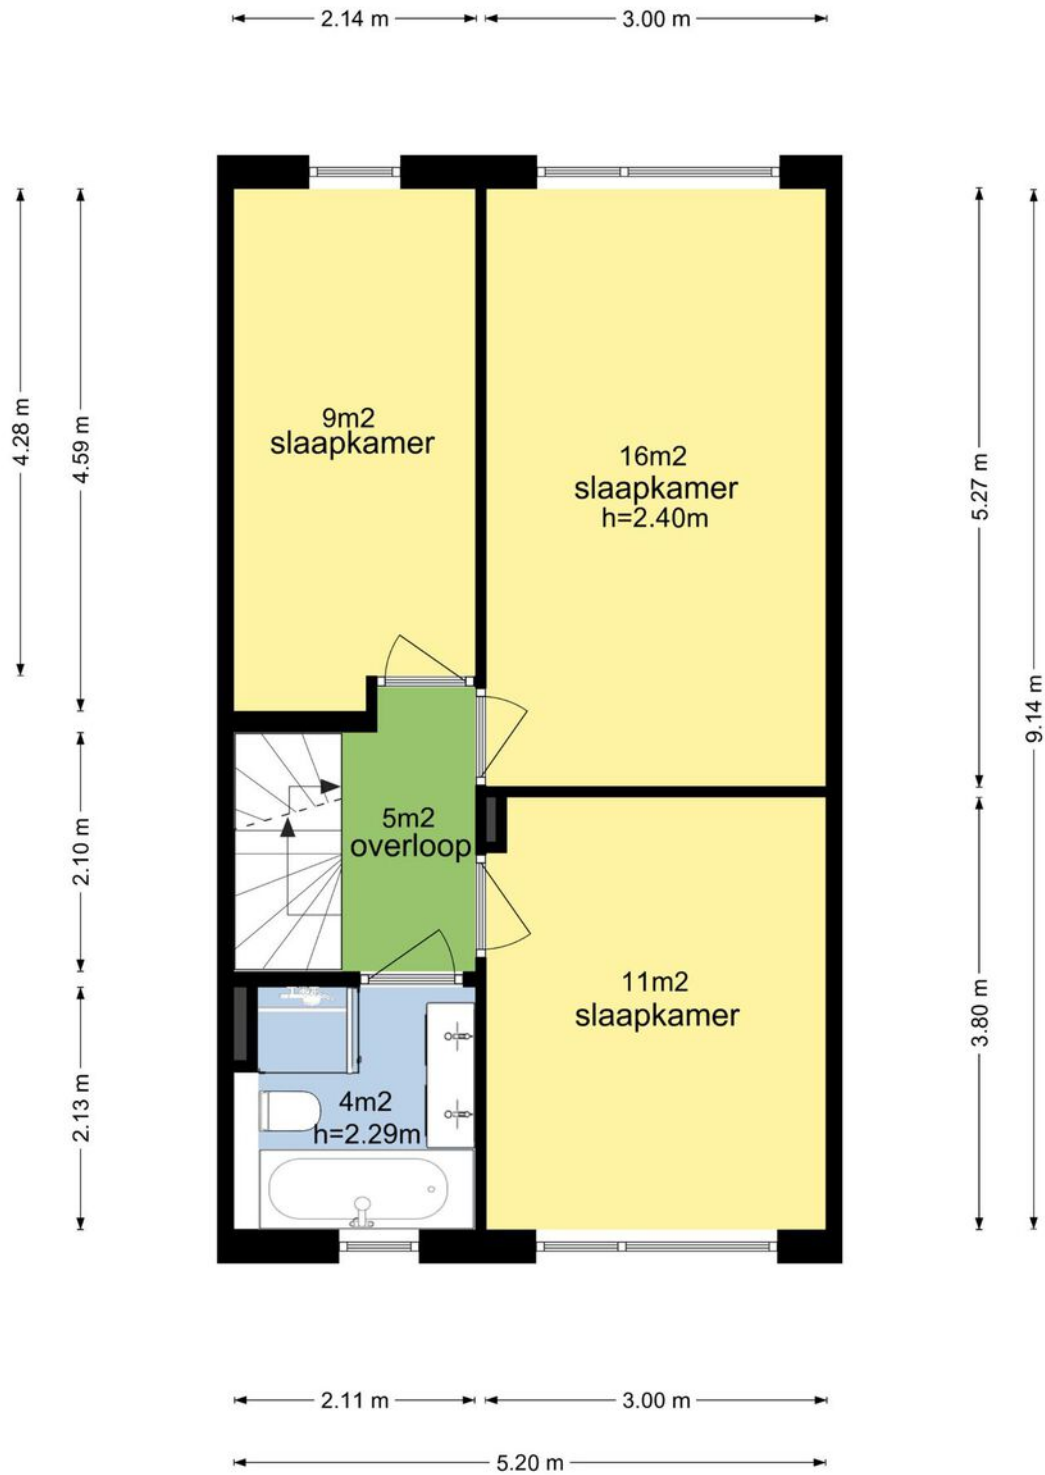 2.14 m
3.00 m
4.28 m
4.59 m
9m2
slaapkamer
16m2
slaapkamer
h=2.40m
5.27 m
9.14 m
2.10 m
5m2
overloop
11m2
slaapkamer
3.80 m
2.13 m
4m2
h=2.29m
2.11 m
3.00 m
5.20 m